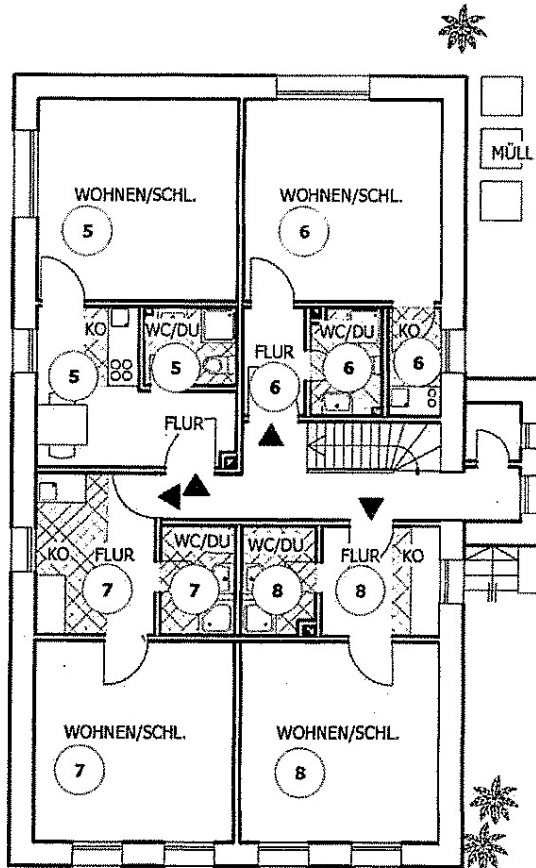 MÜLL
WOHNEN/SCHL.
5
WOHNEN/SCHL.
6
KO
WC/DU
5
5
FLUR
FLUR
6
WC/DU
6
KO
6
KO
FLUR
7
WC/DU
7
WC/DU
8
FLUR
8
KO
WOHNEN/SCHL.
7
WOHNEN/SCHL.
8